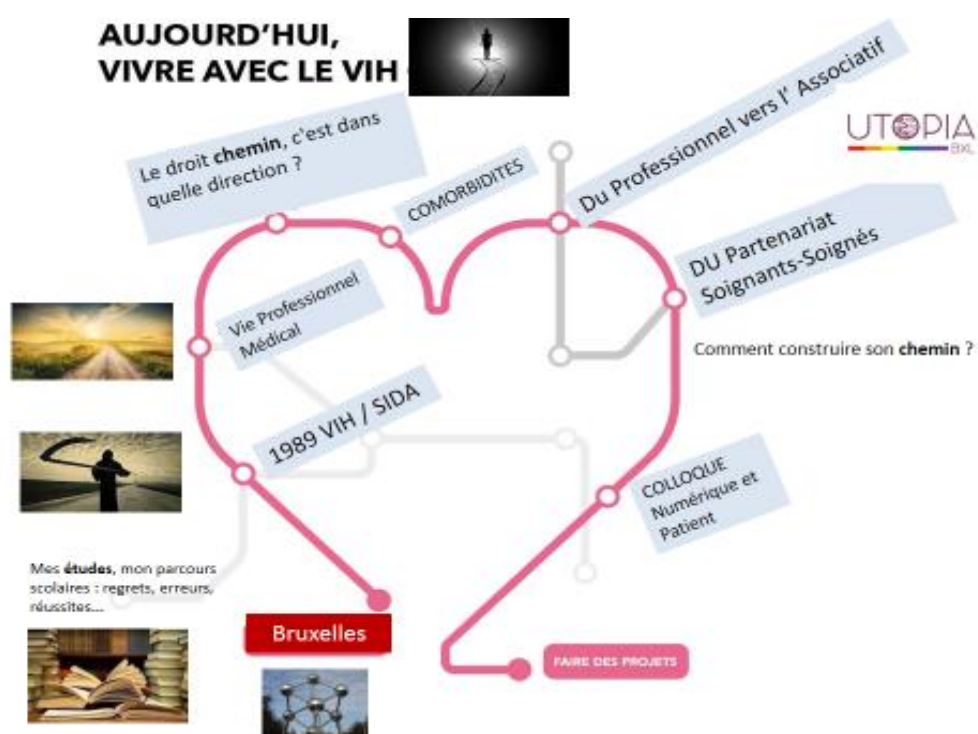 AUJOURD'HUI,
VIVRE AVEC LE VIH
Le droit chemin, c'est dans
quelle direction ?
COMORBIDITES
Du Professionnel vers l' Associatif
UTOPIA
BXL
DU Partenariat
Soignants-Soignés
Vie Professionnel
Médical
Comment construire son chemin ?
1989 VIH / SIDA
COLLOQUE
Numérique et
Patient
Mes études, mon parcours
scolaires : regrets, erreurs,
réussites...
Bruxelles
FAIRE DES PROJETS